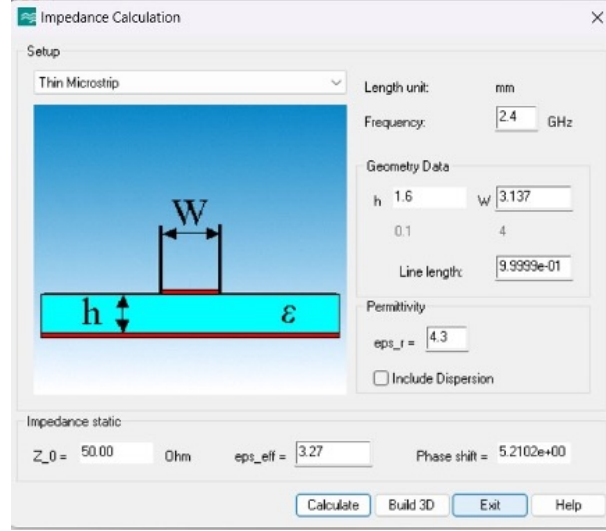 Impedance Calculation
Setup
Thin Microstrip
Length unit: mm
Frequency: 2.4 GHz
Geometry Data
h 1.6 W 3.137
0.1 4
Line length: 9.9999e-01
Permittivity
eps_r = 4.3
Include Dispersion
W
h ε
Impedance static
Z_0 = 50.00 Ohm eps_eff = 3.27 Phase shift = 5.2102e+00
Calculate Build 3D Exit Help